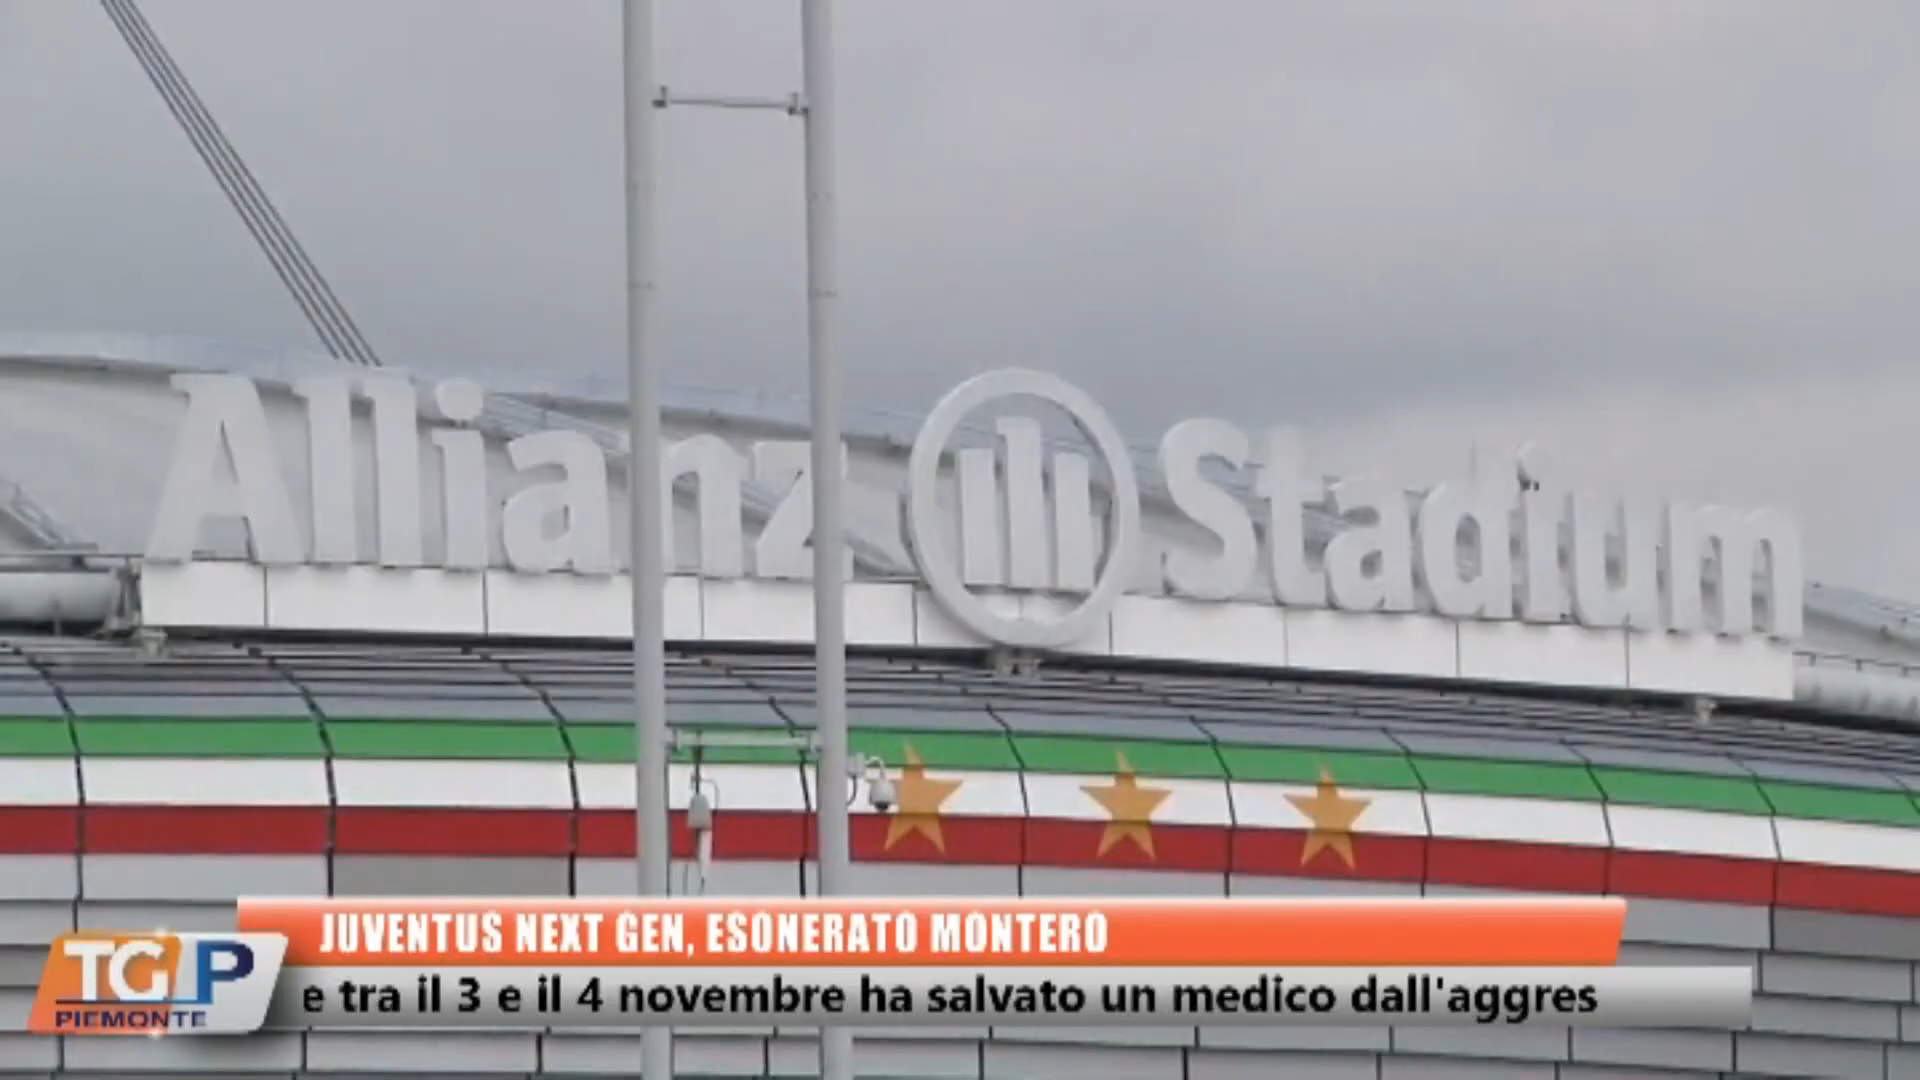 Allianz Stadium
JUVENTUS NEXT GEN, ESONERATO MONTERO
e tra il 3 e il 4 novembre ha salvato un medico dall'aggres
TGP
PIEMONTE